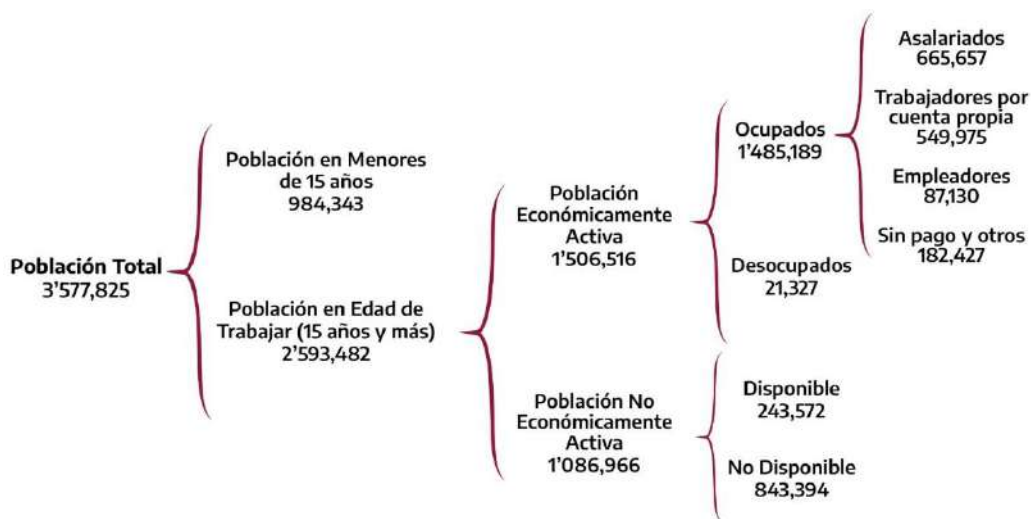 Población Total
3'577,825
Población en Menores
de 15 años
984,343
Población en Edad de
Trabajar (15 años y más)
2'593,482
Población
Económicamente
Activa
1'506,516
Población No
Económicamente
Activa
1'086,966
Ocupados
1'485,189
Desocupados
21,327
Disponible
243,572
No Disponible
843,394
Asalariados
665,657
Trabajadores por
cuenta propia
549,975
Empleadores
87,130
Sin pago y otros
182,427